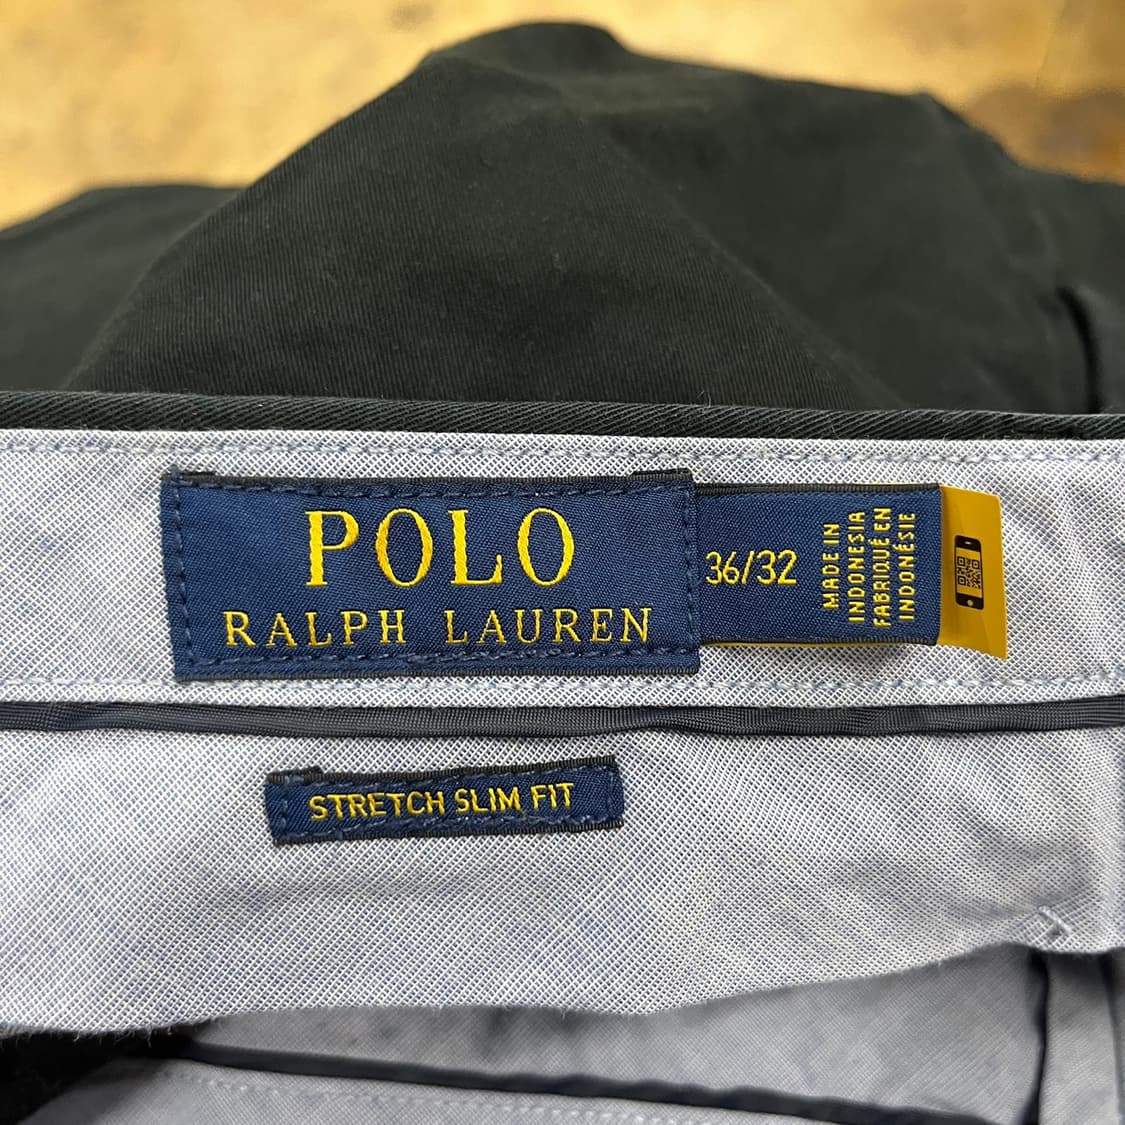 POLO
RALPH LAUREN
36/32
MADE IN
INDONESIA
FABRIQUÉ EN
INDONÉSIE
STRETCH SLIM FIT